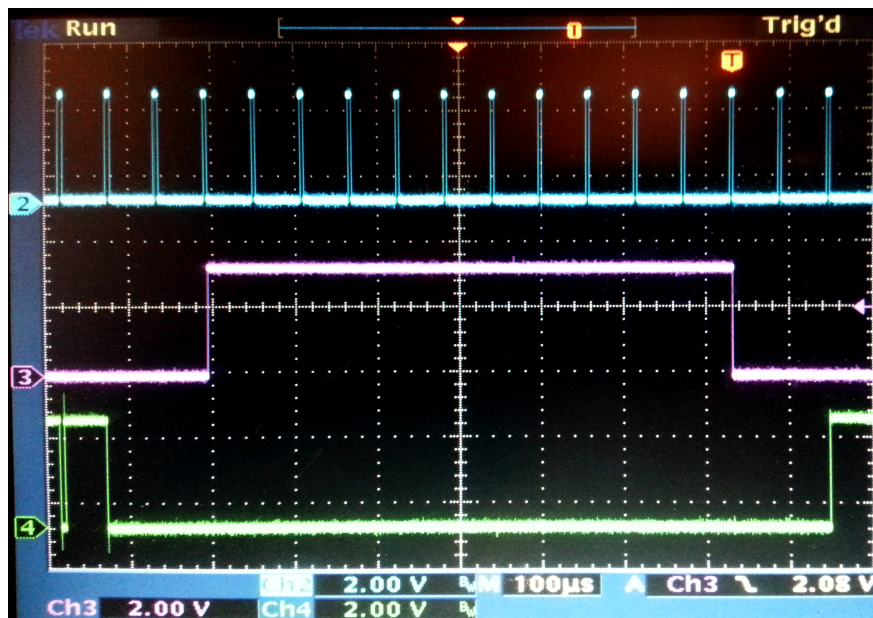 Tek Run Trig'd
T
T
2
3
4
Ch2 2.00 V BW M 100µs A Ch3 2.08 V
Ch3 2.00 V Ch4 2.00 V BW